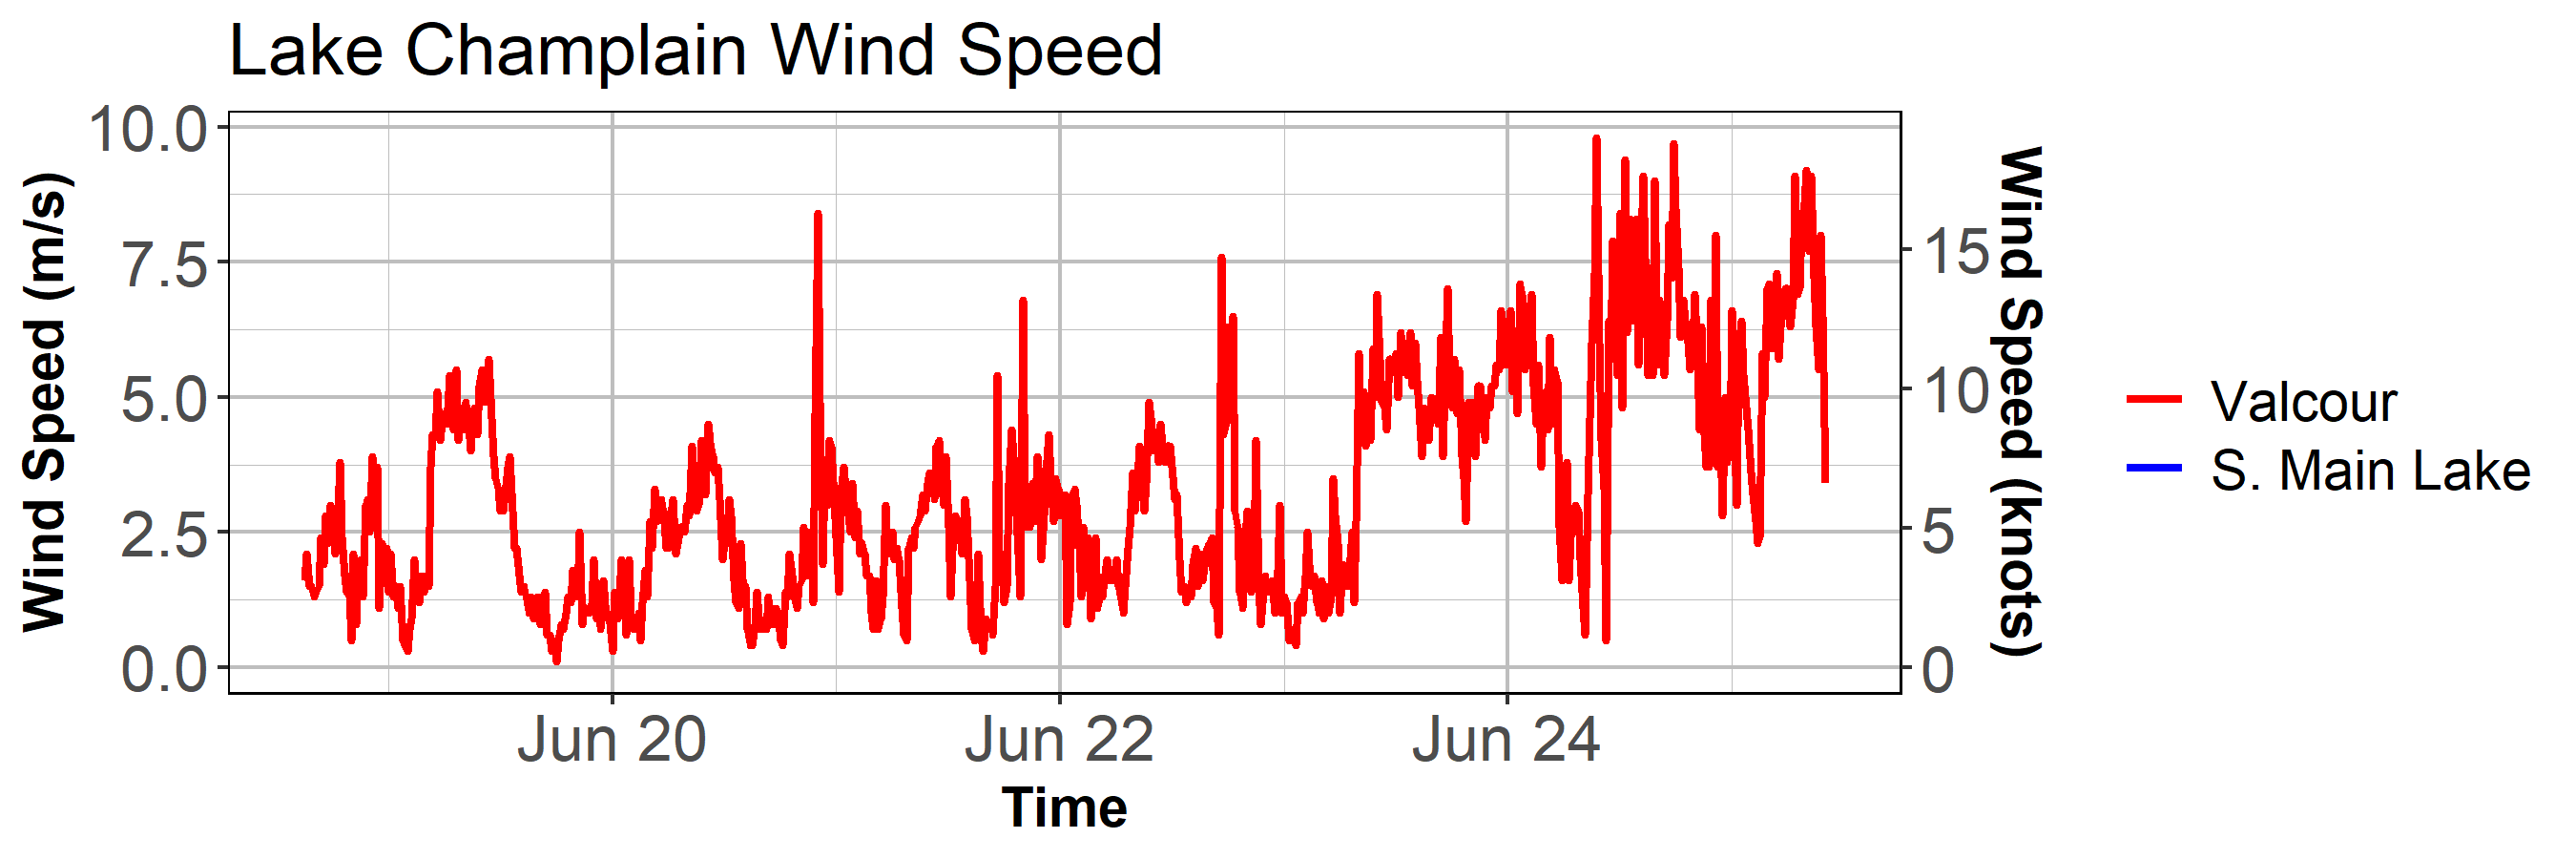 Lake Champlain Wind Speed
Wind Speed (m/s)
10.0
7.5
5.0
2.5
0.0
Jun 20
Jun 22
Jun 24
Time
15
10
5
0
Wind Speed (knots)
Valcour
S. Main Lake